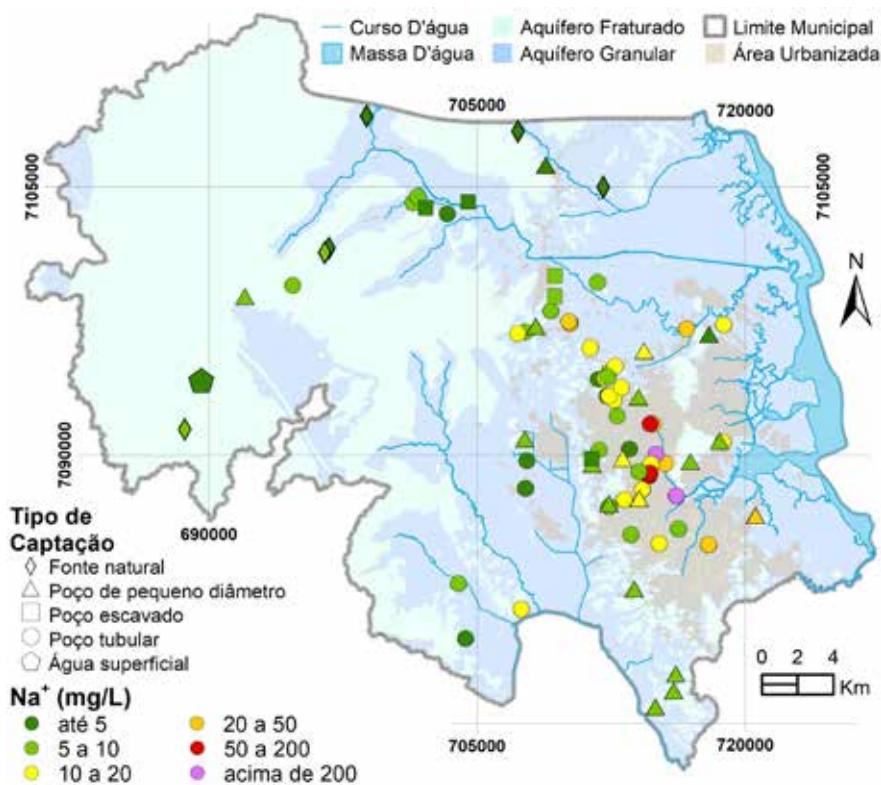 Curso D'água
Aquífero Fraturado
Limite Municipal
Massa D'água
Aquífero Granular
Área Urbanizada
705000
720000
7105000
7105000
N
7090000
7090000
690000
Tipo de
Captação
Fonte natural
Poço de pequeno diâmetro
Poço escavado
Poço tubular
Água superficial
0 2 4
Km
Na+ (mg/L)
até 5
20 a 50
5 a 10
50 a 200
10 a 20
acima de 200
705000
720000